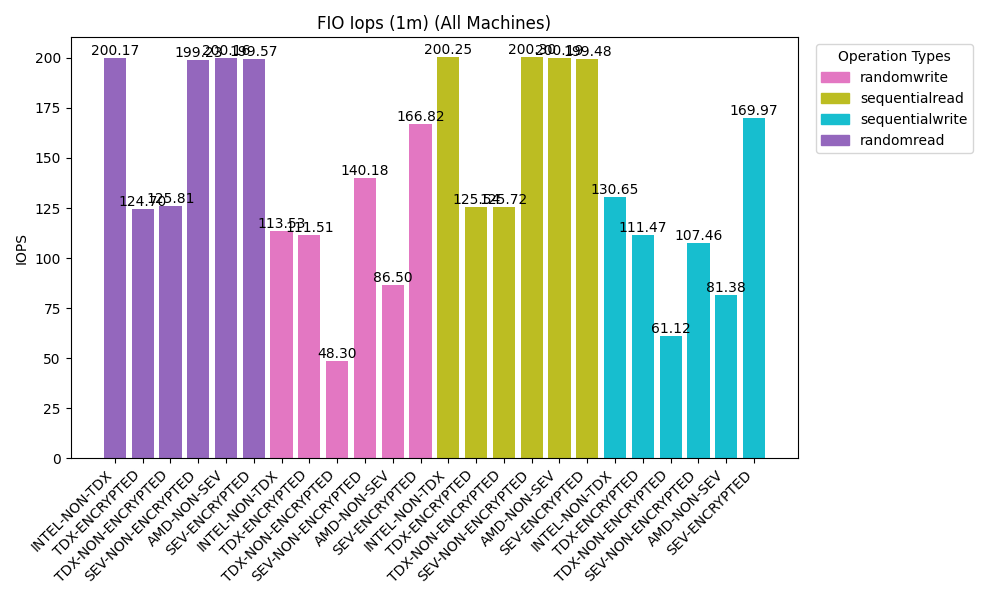 FIO Iops (1m) (All Machines)
IOPS
200
175
150
125
100
75
50
25
0
200.17
124.70
125.81
199.23
200.16
199.57
113.53
111.51
48.30
140.18
86.50
166.82
200.25
125.54
125.72
200.30
200.19
199.48
130.65
111.47
61.12
107.46
81.38
169.97
INTEL-NON-TDX
TDX-ENCRYPTED
TDX-NON-ENCRYPTED
SEV-NON-ENCRYPTED
AMD-NON-SEV
SEV-ENCRYPTED
INTEL-NON-TDX
TDX-ENCRYPTED
TDX-NON-ENCRYPTED
SEV-NON-ENCRYPTED
AMD-NON-SEV
SEV-ENCRYPTED
INTEL-NON-TDX
TDX-ENCRYPTED
TDX-NON-ENCRYPTED
SEV-NON-ENCRYPTED
AMD-NON-SEV
SEV-ENCRYPTED
INTEL-NON-TDX
TDX-ENCRYPTED
TDX-NON-ENCRYPTED
SEV-NON-ENCRYPTED
AMD-NON-SEV
SEV-ENCRYPTED
Operation Types
randomwrite
sequentialread
sequentialwrite
randomread